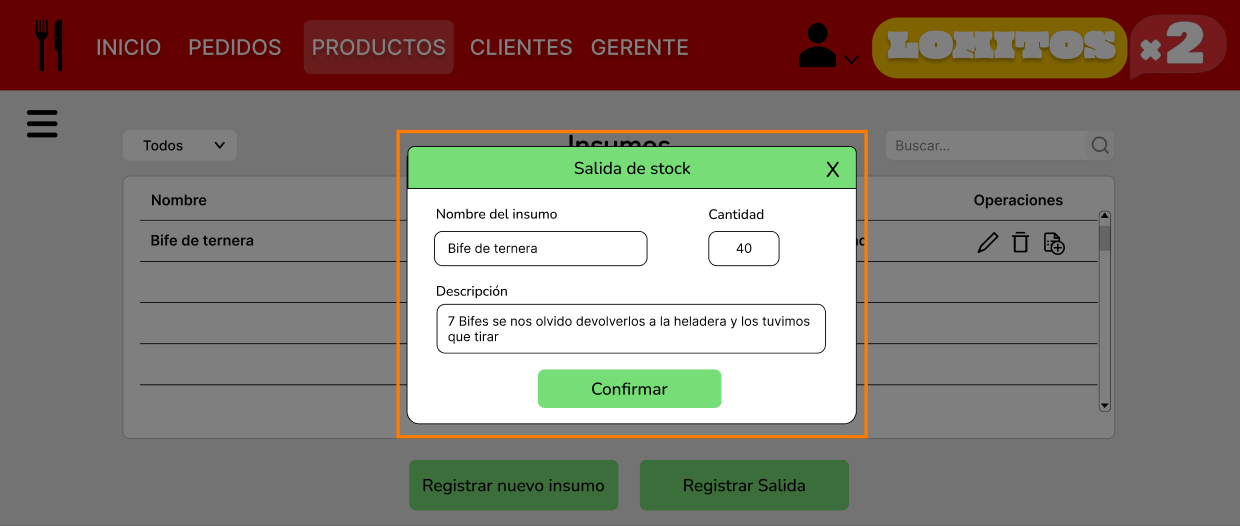 INICIO PEDIDOS PRODUCTOS CLIENTES GERENTE LOMITOS x2
Todos Insumos Buscar...
Salida de stock X
Nombre Operaciones
Nombre del insumo Cantidad
Bife de ternera
Bife de ternera 40
Descripción
7 Bifes se nos olvido devolverlos a la heladera y los tuvimos
que tirar
Confirmar
Registrar nuevo insumo Registrar Salida